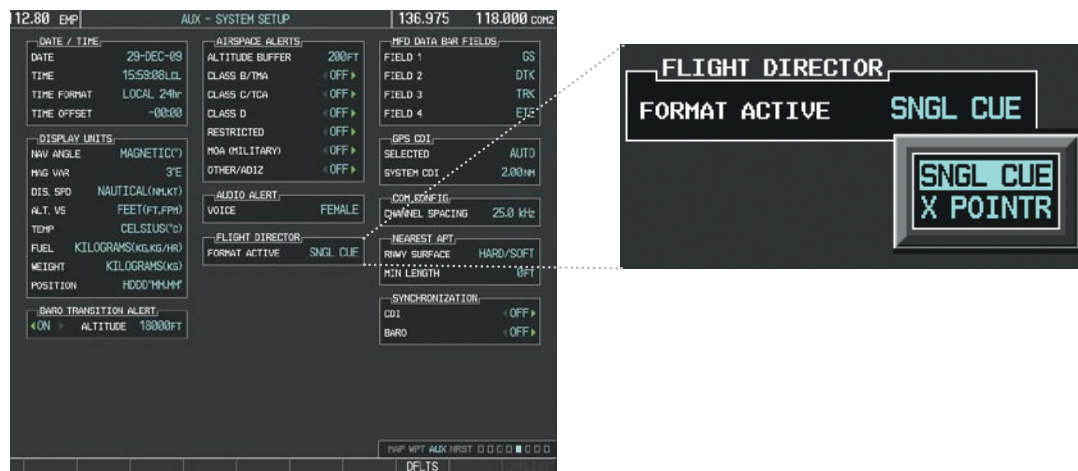 12.80 EMP AUX – SYSTEM SETUP 136.975 118.000 COM2
DATE / TIME
DATE 29-DEC-09
TIME 15:59:08LCL
TIME FORMAT LOCAL 24hr
TIME OFFSET -00:00
DISPLAY UNITS
NAV ANGLE MAGNETIC(°)
MAG VAR 3°E
DIS, SPD NAUTICAL(NM,KT)
ALT, VS FEET(FT,FPM)
TEMP CELSIUS(°C)
FUEL KILOGRAMS(KG,KG/HR)
WEIGHT KILOGRAMS(KG)
POSITION HDDD°MM.MM'
BARO TRANSITION ALERT
ON ALTITUDE 18000FT
AIRSPACE ALERTS
ALTITUDE BUFFER 200FT
CLASS B/TMA OFF
CLASS C/TCA OFF
CLASS D OFF
RESTRICTED OFF
MOA (MILITARY) OFF
OTHER/ADIZ OFF
AUDIO ALERT
VOICE FEMALE
FLIGHT DIRECTOR
FORMAT ACTIVE SNGL CUE
MFD DATA BAR FIELDS
FIELD 1 GS
FIELD 2 DTK
FIELD 3 TRK
FIELD 4 ETE
GPS CDI
SELECTED AUTO
SYSTEM CDI 2.00NM
COM CONFIG
CHANNEL SPACING 25.0 kHz
NEAREST APT
RNWY SURFACE HARD/SOFT
MIN LENGTH 0FT
SYNCHRONIZATION
CDI OFF
BARO OFF
MAP WPT AUX NRST
DFLTS
FLIGHT DIRECTOR
FORMAT ACTIVE SNGL CUE
SNGL CUE
X POINTR